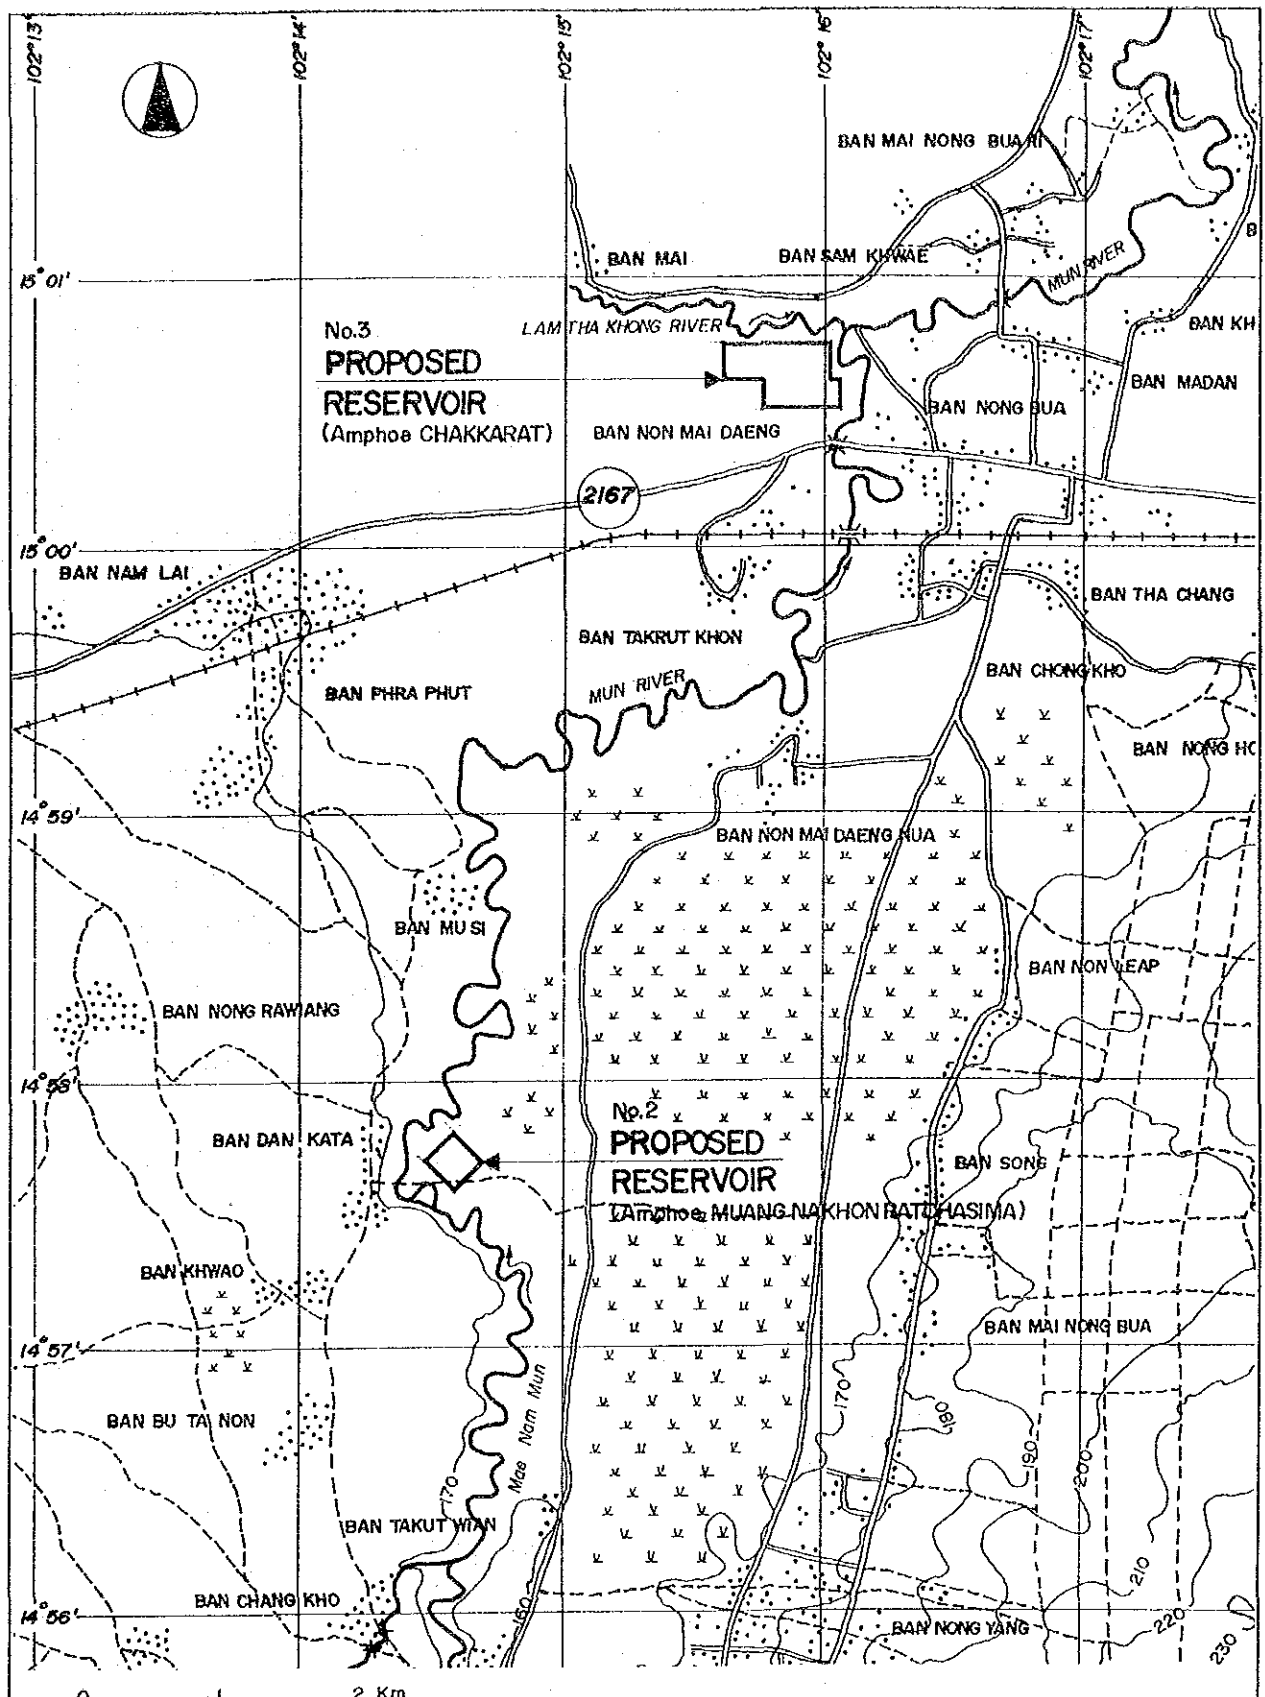 102° 13'
102° 14'
102° 15'
102° 16'
102° 17'
BAN MAI NONG BUA RI
BAN MAI
BAN SAM KHWAE
MUN RIVER
B
15° 01'
LAM THA KHONG RIVER
BAN KH
No.3
PROPOSED
RESERVOIR
(Amphoe CHAKKARAT)
BAN MADAN
BAN NONG BUA
BAN NON MAI DAENG
2167
15° 00'
BAN NAM LAI
BAN THA CHANG
BAN TAKRUT KHON
BAN CHONG KHO
BAN PHRA PHUT
MUN RIVER
BAN NONG HO
14° 59'
BAN NON MAI DAENG NUA
BAN MU SI
BAN NON LEAP
BAN NONG RAWIANG
14° 58'
No.2
PROPOSED
RESERVOIR
(Amphoe MUANG NAKHON RATCHASIMA)
BAN DAN KATA
BAN SONG
BAN KHWAO
BAN MAI NONG BUA
14° 57'
Mae Nam Mun
170
180
190
200
BAN BU TA NON
170
BAN TAKUT WIAN
210
BAN CHANG KHO
160
14° 56'
BAN NONG YANG
220
230
0 1 2 Km